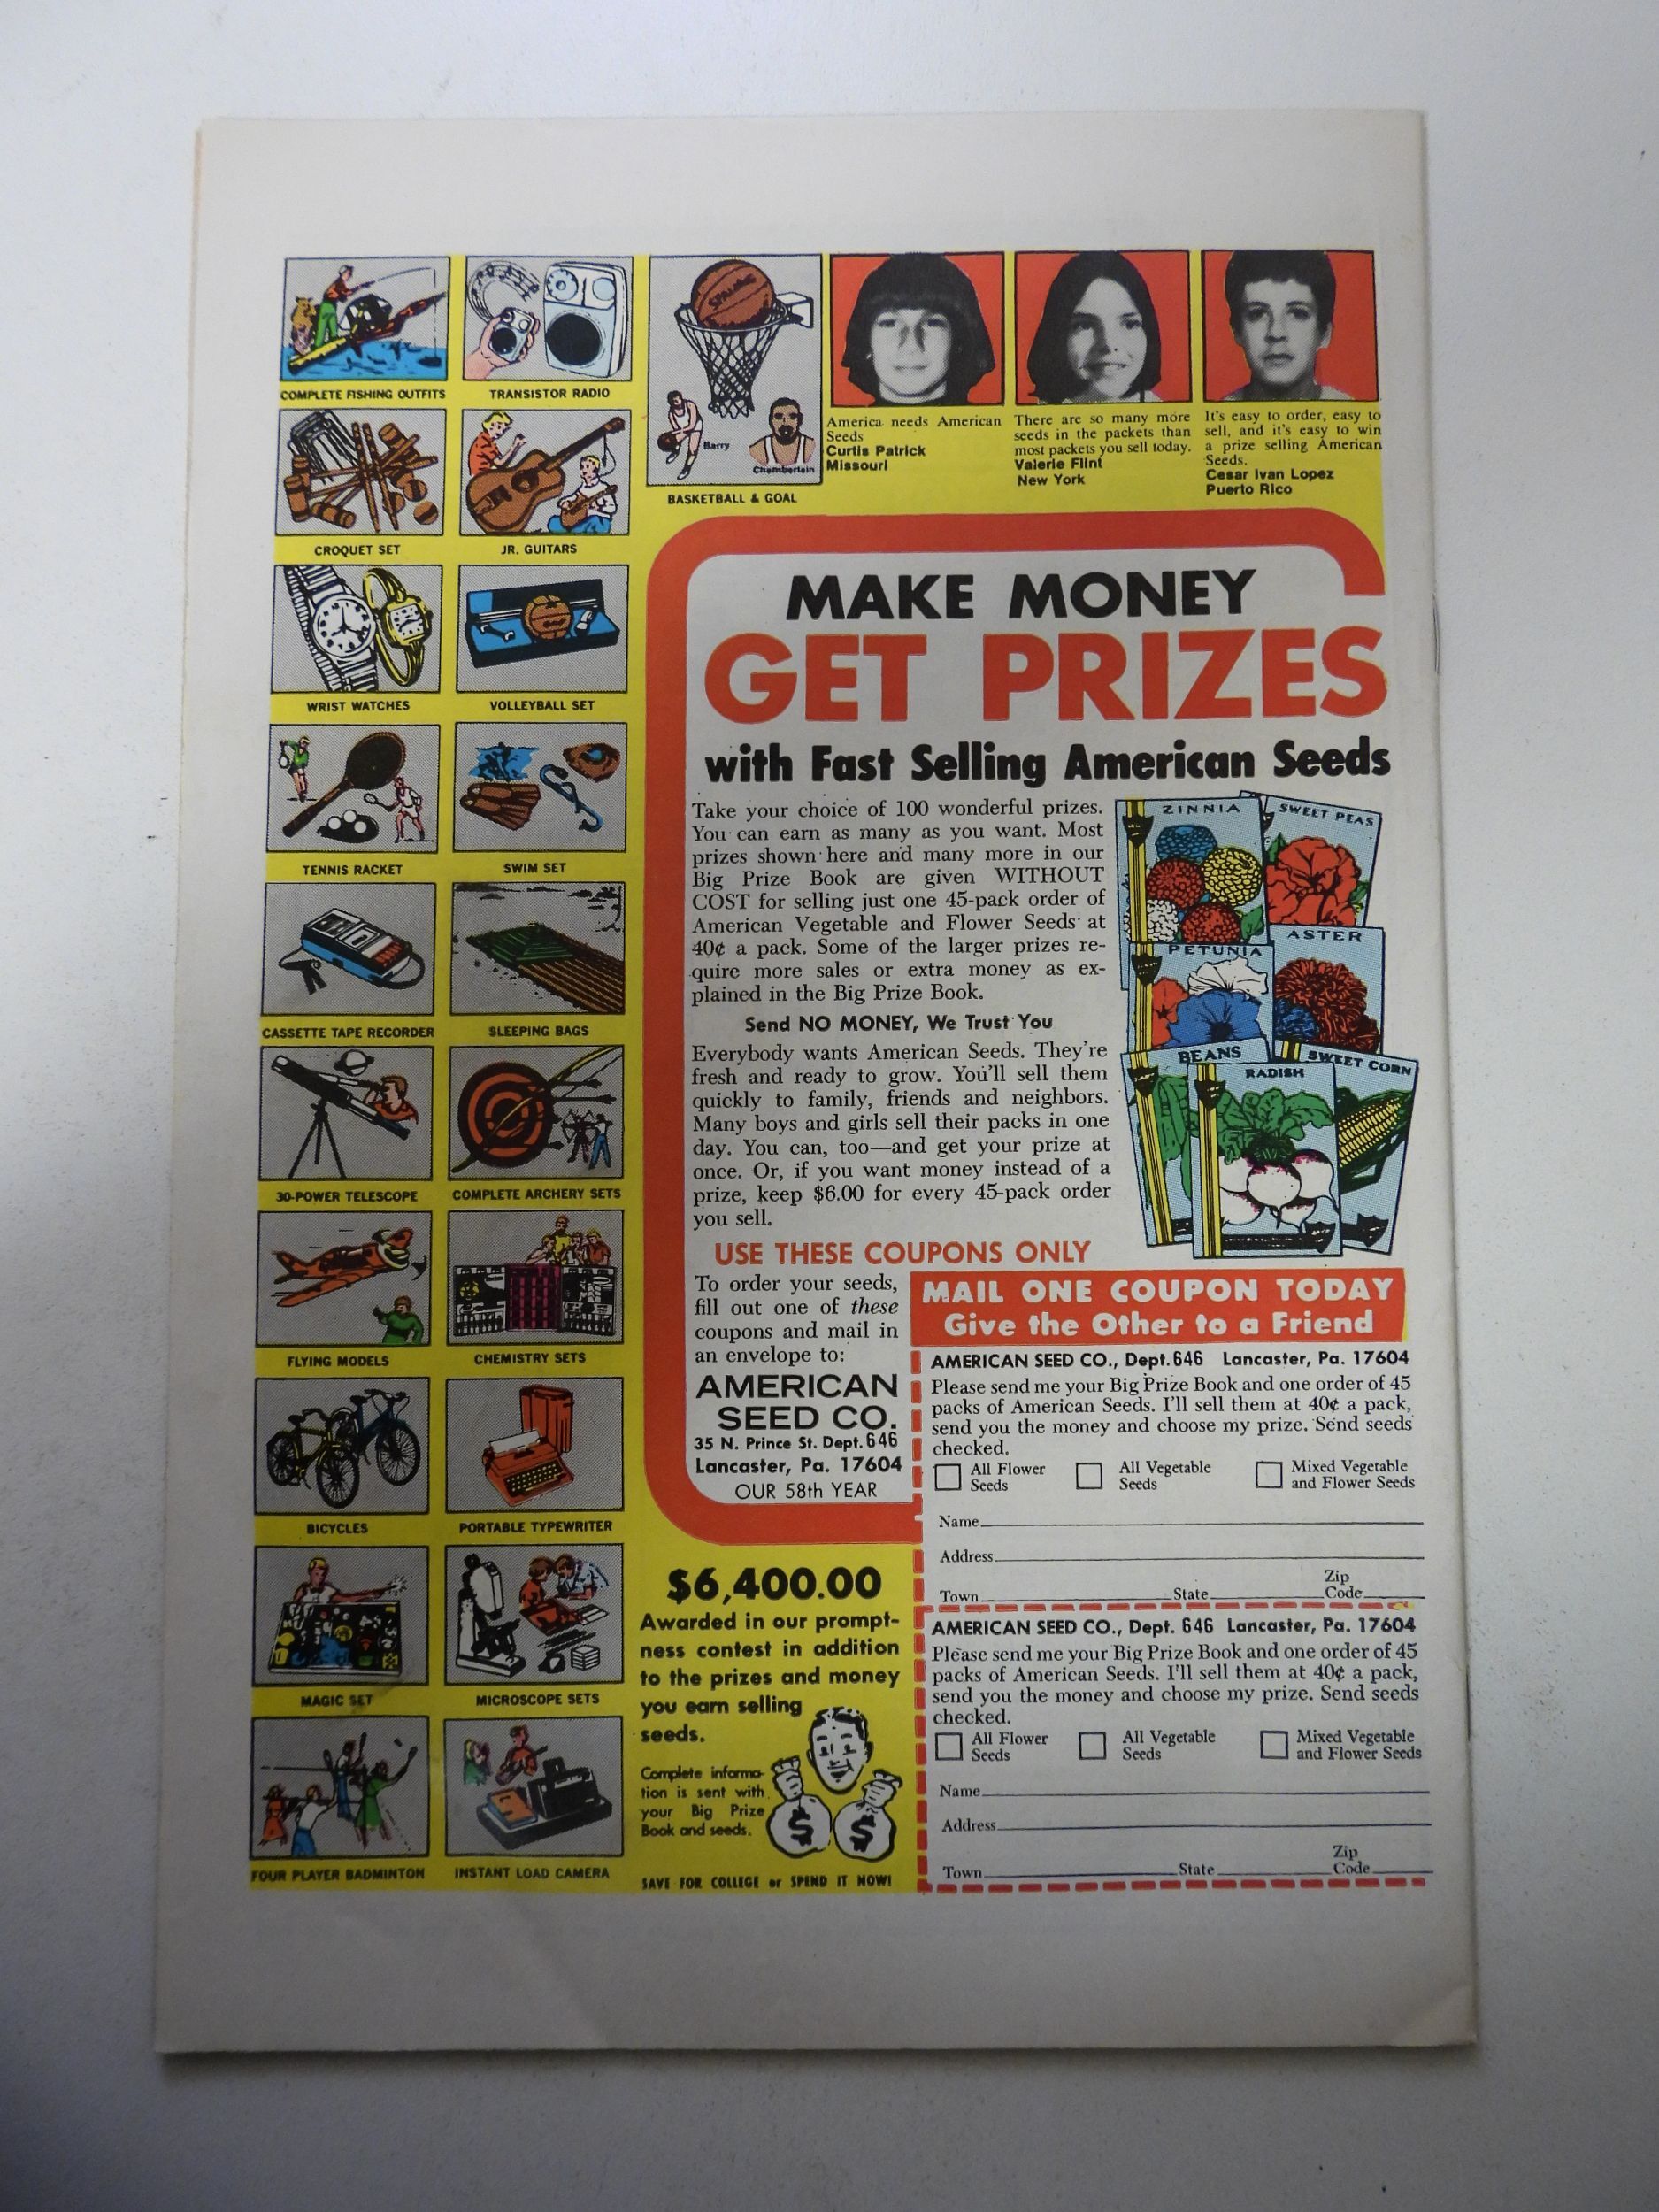 COMPLETE FISHING OUTFITS
TRANSISTOR RADIO
CROQUET SET
JR. GUITARS
WRIST WATCHES
VOLLEYBALL SET
TENNIS RACKET
SWIM SET
CASSETTE TAPE RECORDER
SLEEPING BAGS
30-POWER TELESCOPE
COMPLETE ARCHERY SETS
FLYING MODELS
CHEMISTRY SETS
BICYCLES
PORTABLE TYPEWRITER
MAGIC SET
MICROSCOPE SETS
FOUR PLAYER BADMINTON
INSTANT LOAD CAMERA
SPALDING
Barry
Chamberlain
BASKETBALL & GOAL
America needs American
Seeds
Curtis Patrick
Missouri
There are so many more
seeds in the packets than
most packets you sell today.
Valerie Flint
New York
It's easy to order, easy to
sell, and it's easy to win
a prize selling American
Seeds.
Cesar Ivan Lopez
Puerto Rico
MAKE MONEY
GET PRIZES
with Fast Selling American Seeds
Take your choice of 100 wonderful prizes.
You can earn as many as you want. Most
prizes shown here and many more in our
Big Prize Book are given WITHOUT
COST for selling just one 45-pack order of
American Vegetable and Flower Seeds at
40¢ a pack. Some of the larger prizes re-
quire more sales or extra money as ex-
plained in the Big Prize Book.
Send NO MONEY, We Trust You
Everybody wants American Seeds. They're
fresh and ready to grow. You'll sell them
quickly to family, friends and neighbors.
Many boys and girls sell their packs in one
day. You can, too—and get your prize at
once. Or, if you want money instead of a
prize, keep $6.00 for every 45-pack order
you sell.
ZINNIA
SWEET PEAS
PETUNIA
ASTER
BEANS
RADISH
SWEET CORN
USE THESE COUPONS ONLY
To order your seeds,
fill out one of these
coupons and mail in
an envelope to:
AMERICAN
SEED CO.
35 N. Prince St. Dept. 646
Lancaster, Pa. 17604
OUR 58th YEAR
$6,400.00
Awarded in our prompt-
ness contest in addition
to the prizes and money
you earn selling
seeds.
Complete informa-
tion is sent with
your Big Prize
Book and seeds.
$ $
SAVE FOR COLLEGE or SPEND IT NOW!
MAIL ONE COUPON TODAY
Give the Other to a Friend
AMERICAN SEED CO., Dept. 646 Lancaster, Pa. 17604
Please send me your Big Prize Book and one order of 45
packs of American Seeds. I'll sell them at 40¢ a pack,
send you the money and choose my prize. Send seeds
checked.
All Flower Seeds
All Vegetable Seeds
Mixed Vegetable and Flower Seeds
Name
Address
Town State Zip Code
AMERICAN SEED CO., Dept. 646 Lancaster, Pa. 17604
Please send me your Big Prize Book and one order of 45
packs of American Seeds. I'll sell them at 40¢ a pack,
send you the money and choose my prize. Send seeds
checked.
All Flower Seeds
All Vegetable Seeds
Mixed Vegetable and Flower Seeds
Name
Address
Town State Zip Code